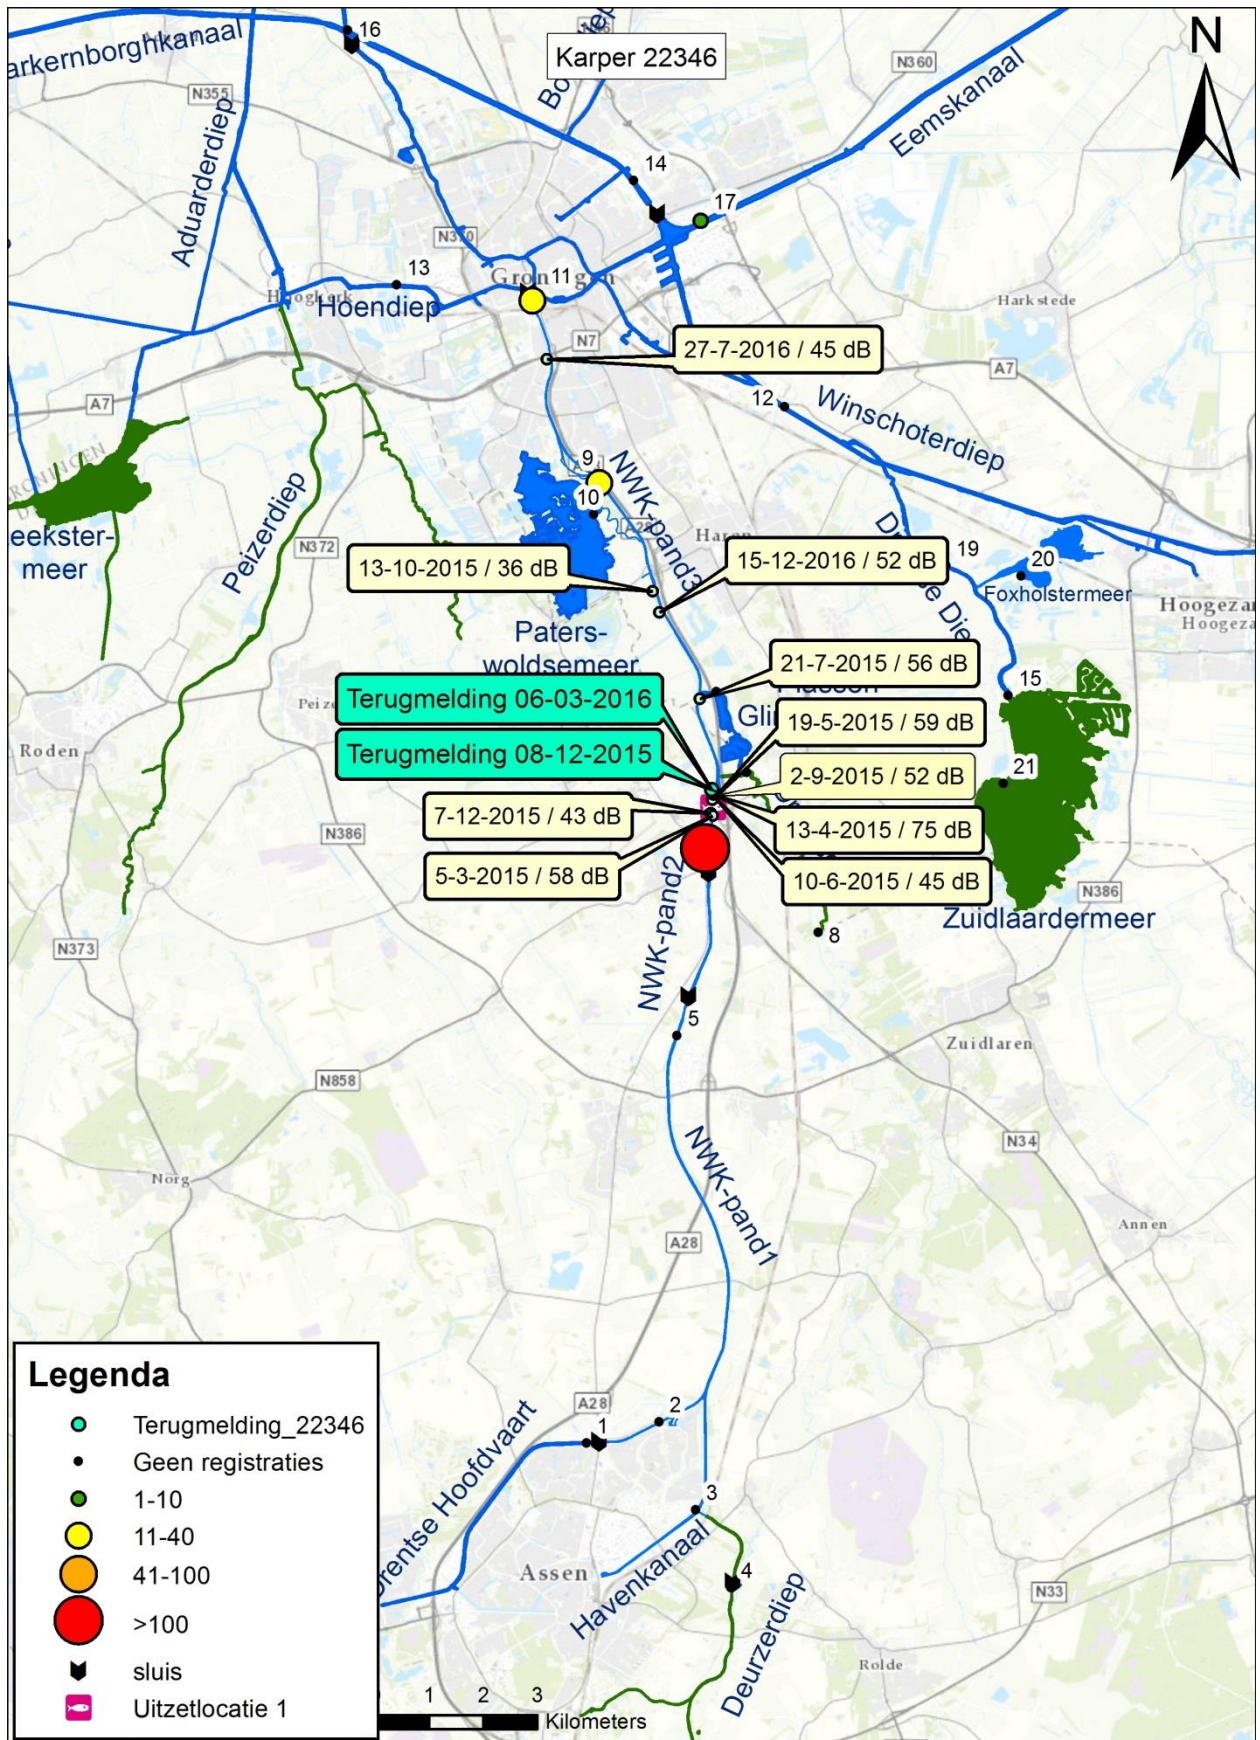 Karper 22346
N
16
arkernborghkanaal
N355
N360
Eemskanaal
Aduarderdiep
14
17
N370
13
Groningen
11
Hoendiep
Harkstede
N7
27-7-2016 / 45 dB
A7
A7
12
Winschoterdiep
9
NWK-pand3
10
A28
Haren
N372
Peizerdiep
eekster-
meer
13-10-2015 / 36 dB
15-12-2016 / 52 dB
19
20
Foxholstermeer
Hoogezan
Hoogeza
Paters-
woldsemeer
21-7-2015 / 56 dB
15
Terugmelding 06-03-2016
19-5-2015 / 59 dB
Roden
Terugmelding 08-12-2015
2-9-2015 / 52 dB
21
7-12-2015 / 43 dB
13-4-2015 / 75 dB
N386
5-3-2015 / 58 dB
10-6-2015 / 45 dB
N386
Zuidlaardermeer
8
N373
NWK-pand2
5
Zuidlaren
N858
N34
NWK-pand1
Norg
Annen
A28
A28
2
1
Drentse Hoofdvaart
3
Assen
Havenkanaal
4
Deurzerdiep
N33
Rolde
Legenda
Terugmelding_22346
Geen registraties
1-10
11-40
41-100
>100
sluis
Uitzetlocatie 1
1 2 3
Kilometers